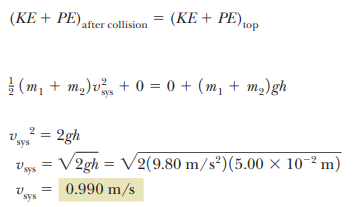 (KE + PE)after collision = (KE + PE)top
½ (m₁ + m₂)v²sys + 0 = 0 + (m₁ + m₂)gh
vsys² = 2gh
vsys = √2gh = √2(9.80 m/s²)(5.00 × 10⁻² m)
vsys = 0.990 m/s